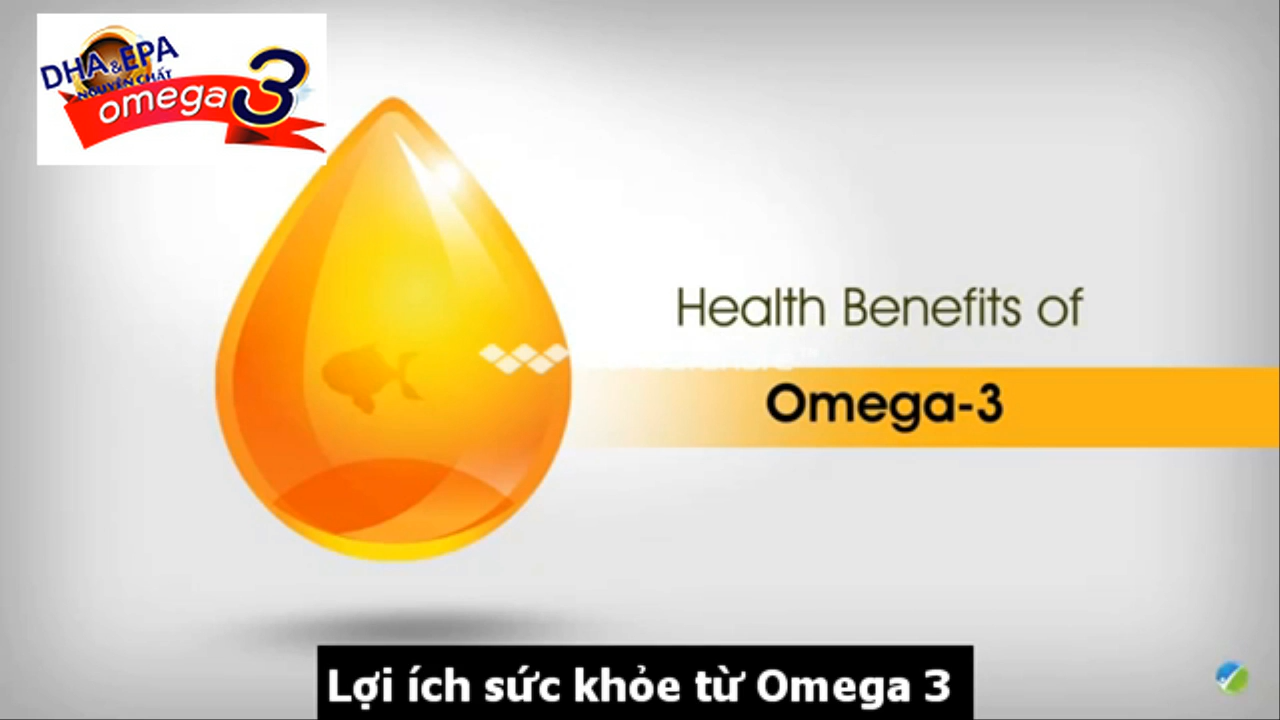 DHA & EPA
NGUYÊN CHẤT
omega 3
Health Benefits of
Omega-3
Lợi ích sức khỏe từ Omega 3